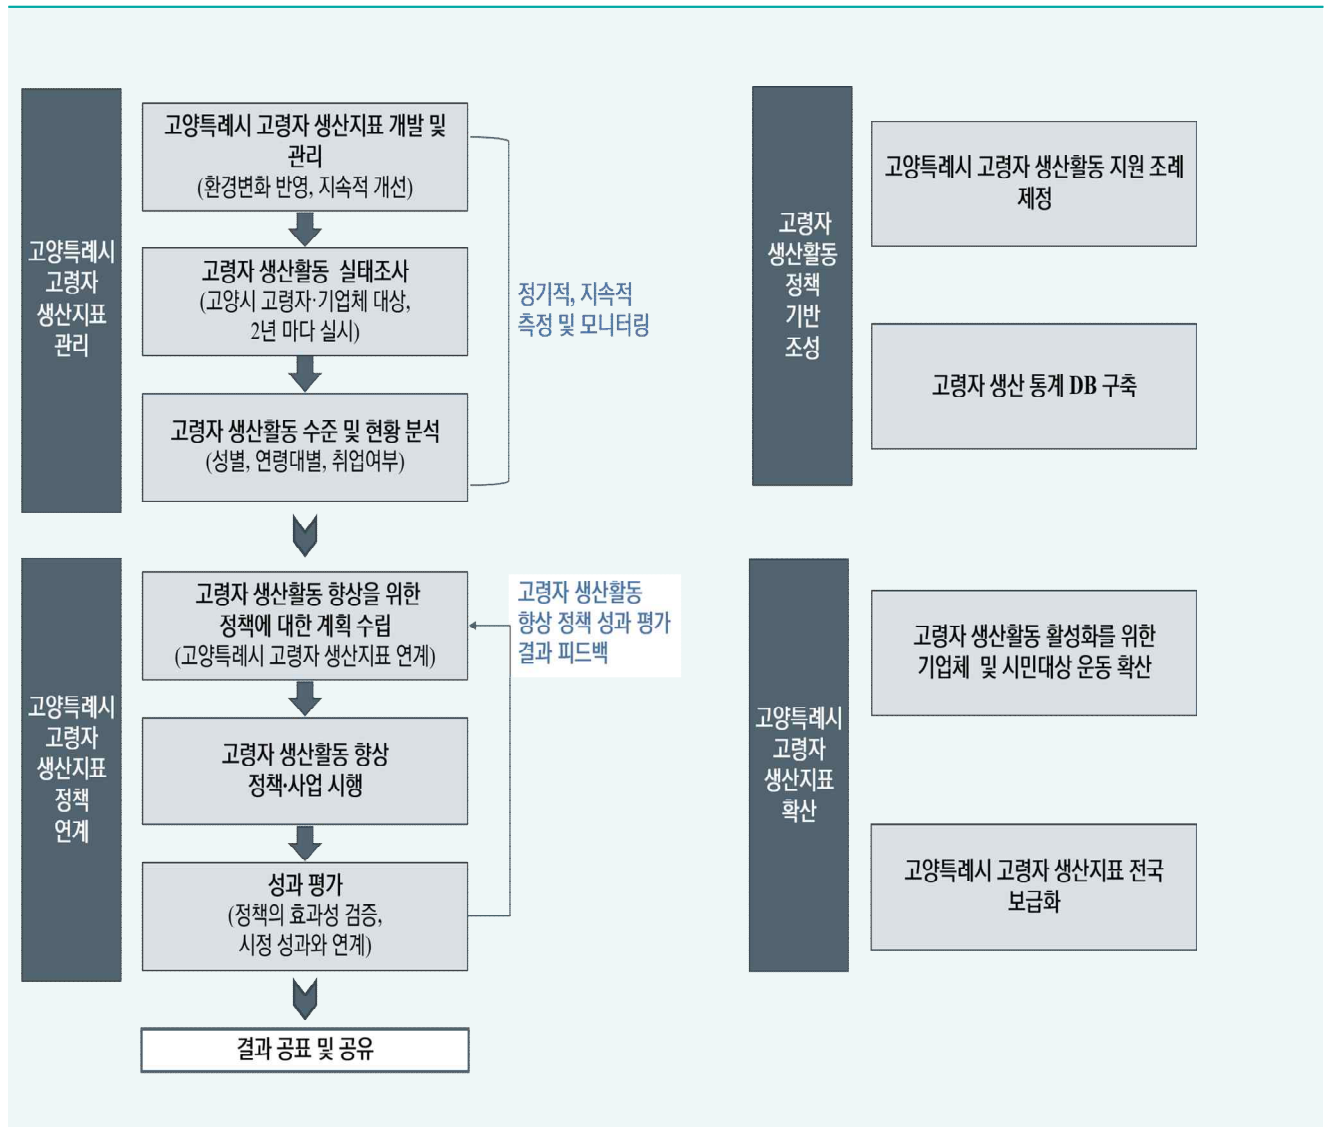 고양특례시
고령자
생산지표
관리
고양특례시 고령자 생산지표 개발 및
관리
(환경변화 반영, 지속적 개선)
고령자 생산활동 실태조사
(고양시 고령자·기업체 대상,
2년 마다 실시)
고령자 생산활동 수준 및 현황 분석
(성별, 연령대별, 취업여부)
정기적, 지속적
측정 및 모니터링
고양특례시
고령자
생산지표
정책
연계
고령자 생산활동 향상을 위한
정책에 대한 계획 수립
(고양특례시 고령자 생산지표 연계)
고령자 생산활동 향상
정책·사업 시행
성과 평가
(정책의 효과성 검증,
시정 성과와 연계)
고령자 생산활동
향상 정책 성과 평가
결과 피드백
결과 공표 및 공유
고령자
생산활동
정책
기반
조성
고양특례시 고령자 생산활동 지원 조례
제정
고령자 생산 통계 DB 구축
고양특례시
고령자
생산지표
확산
고령자 생산활동 활성화를 위한
기업체 및 시민대상 운동 확산
고양특례시 고령자 생산지표 전국
보급화